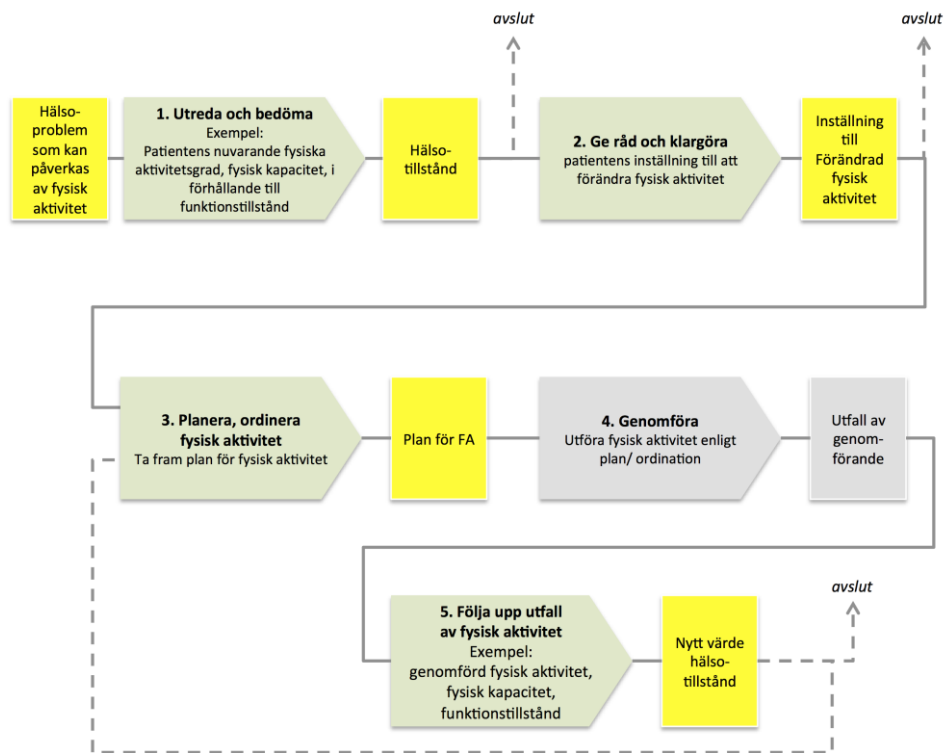 avslut
avslut
Hälso-
problem
som kan
påverkas
av fysisk
aktivitet
1. Utreda och bedöma
Exempel:
Patientens nuvarande fysiska
aktivitetsgrad, fysisk kapacitet, i
förhållande till
funktionstillstånd
Hälso-
tillstånd
2. Ge råd och klargöra
patientens inställning till att
förändra fysisk aktivitet
Inställning
till
Förändrad
fysisk
aktivitet
3. Planera, ordinera
fysisk aktivitet
Ta fram plan för fysisk aktivitet
Plan för FA
4. Genomföra
Utföra fysisk aktivitet enligt
plan/ ordination
Utfall av
genom-
förande
5. Följa upp utfall
av fysisk aktivitet
Exempel:
genomförd fysisk aktivitet,
fysisk kapacitet,
funktionstillstånd
Nytt värde
hälso-
tillstånd
avslut